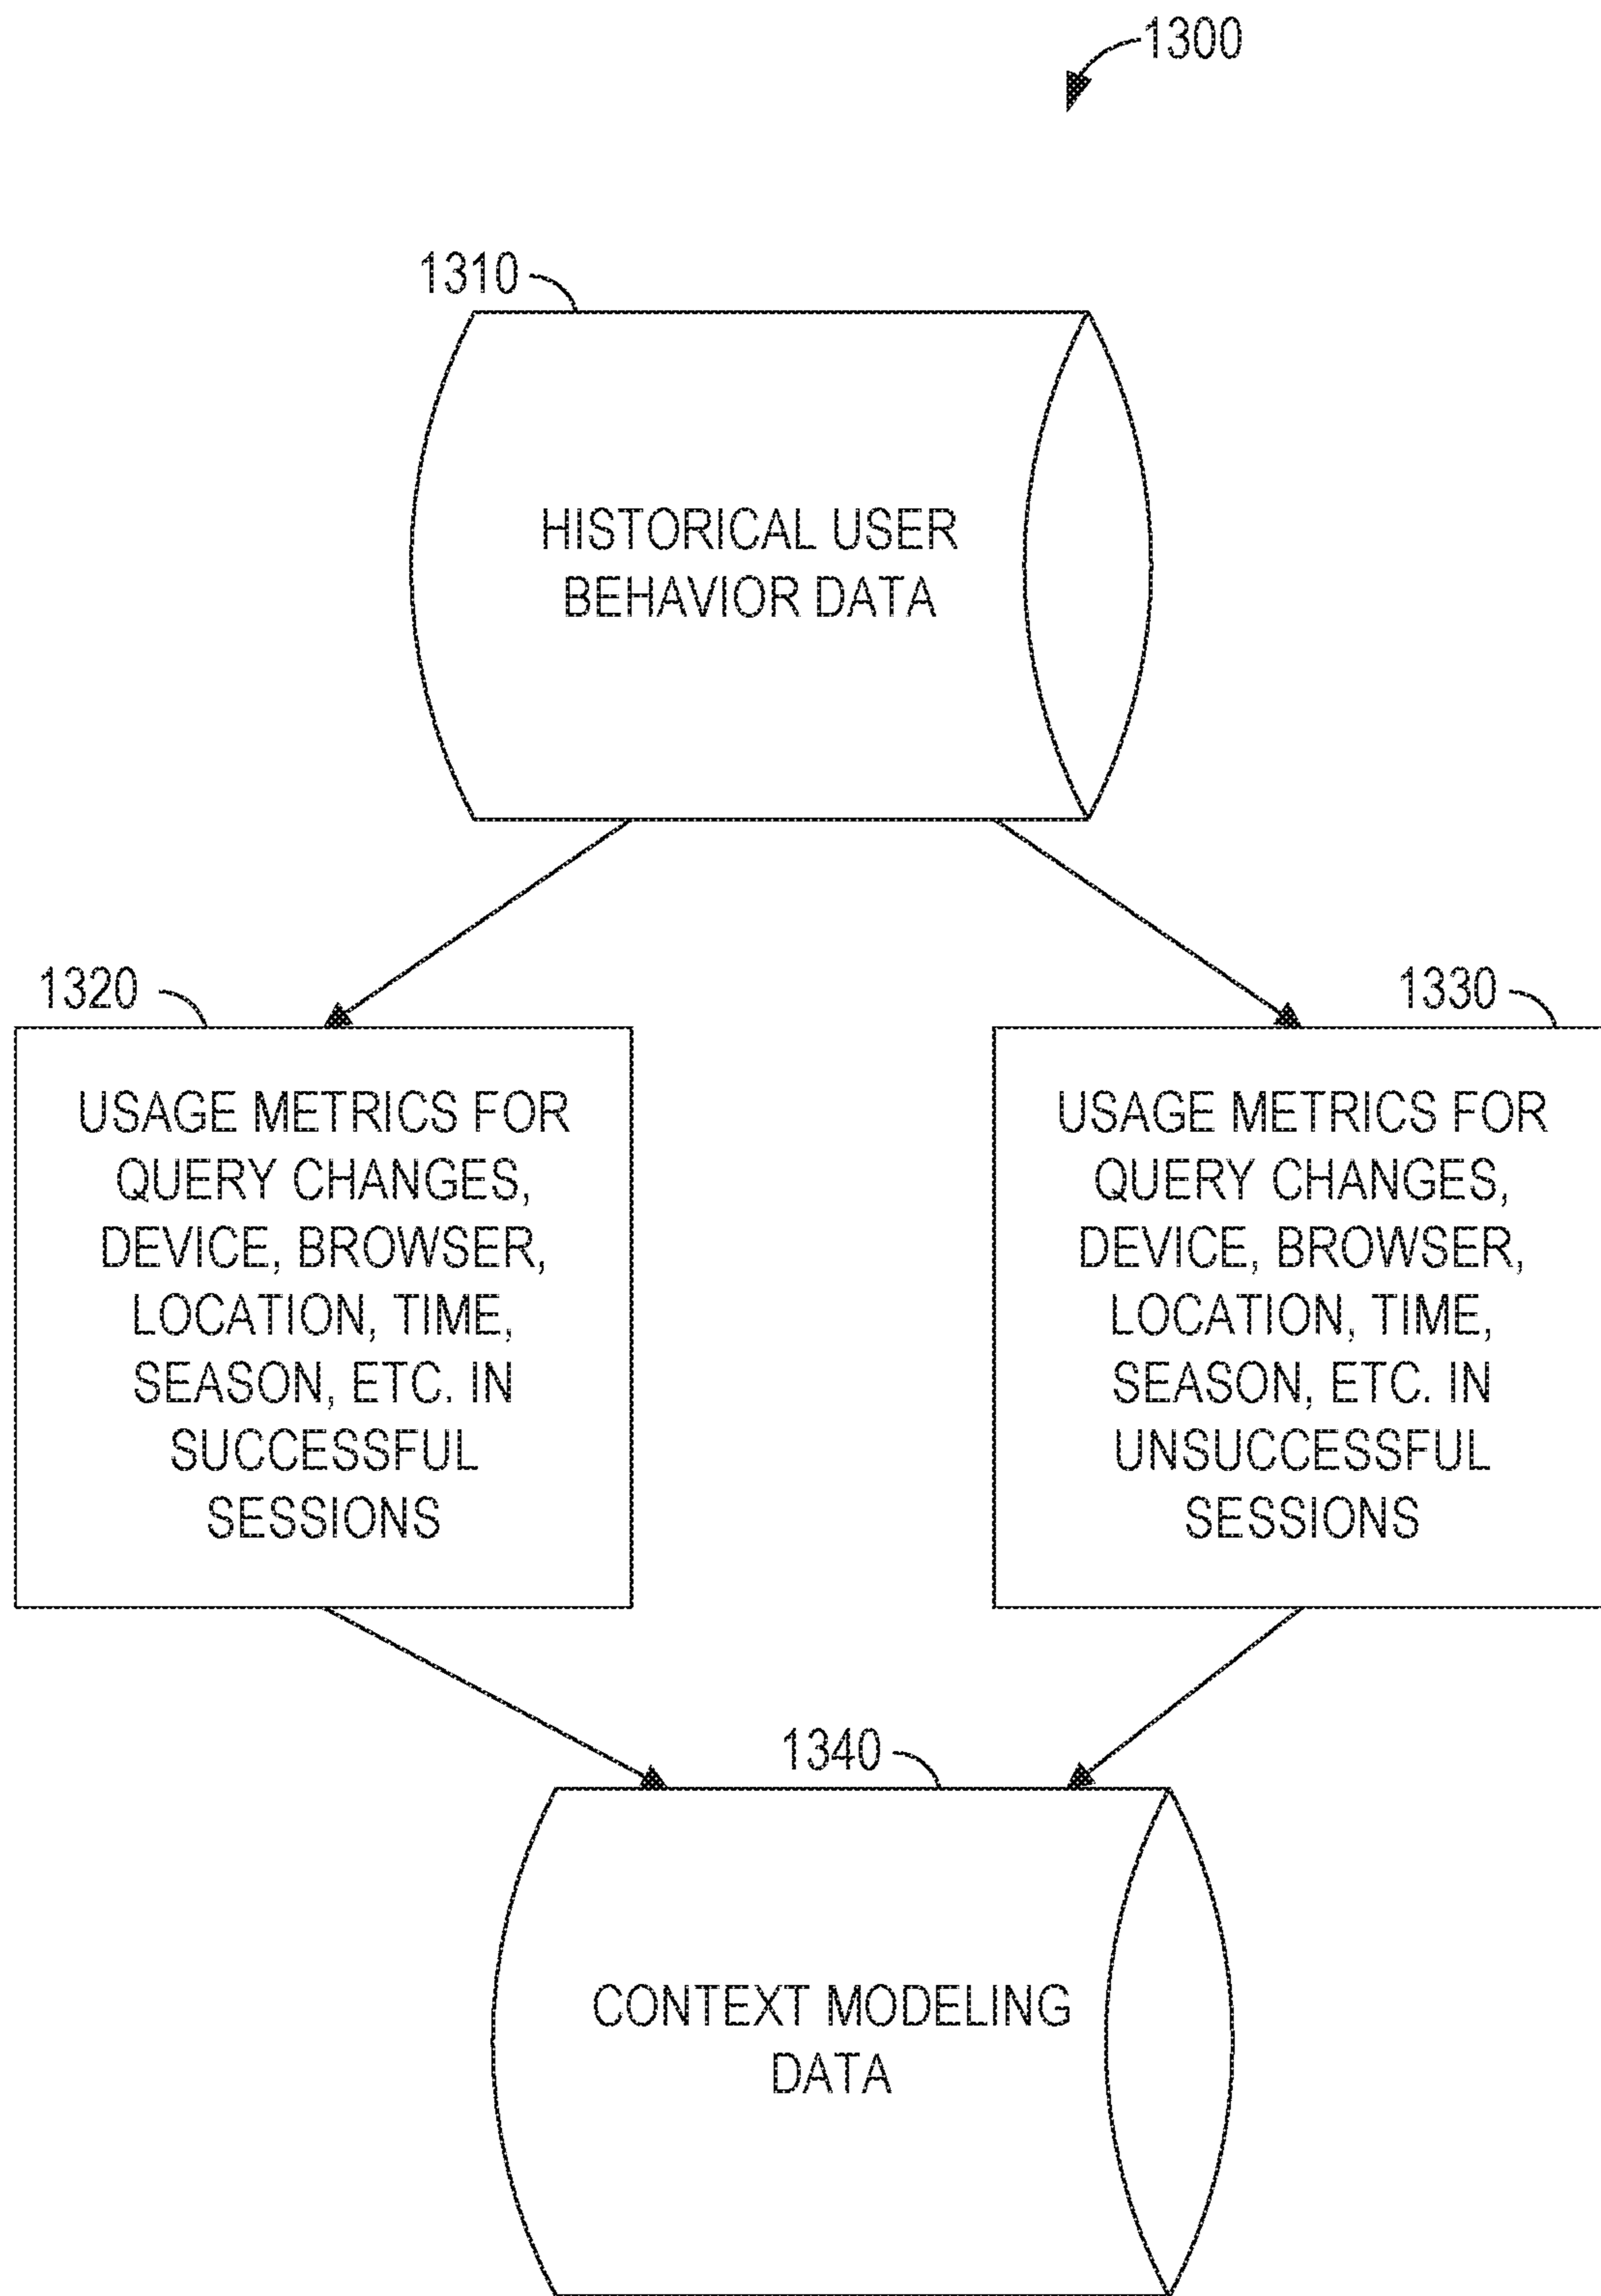 1300
1310
HISTORICAL USER
BEHAVIOR DATA
1320
USAGE METRICS FOR
QUERY CHANGES,
DEVICE, BROWSER,
LOCATION, TIME,
SEASON, ETC. IN
SUCCESSFUL
SESSIONS
1330
USAGE METRICS FOR
QUERY CHANGES,
DEVICE, BROWSER,
LOCATION, TIME,
SEASON, ETC. IN
UNSUCCESSFUL
SESSIONS
1340
CONTEXT MODELING
DATA